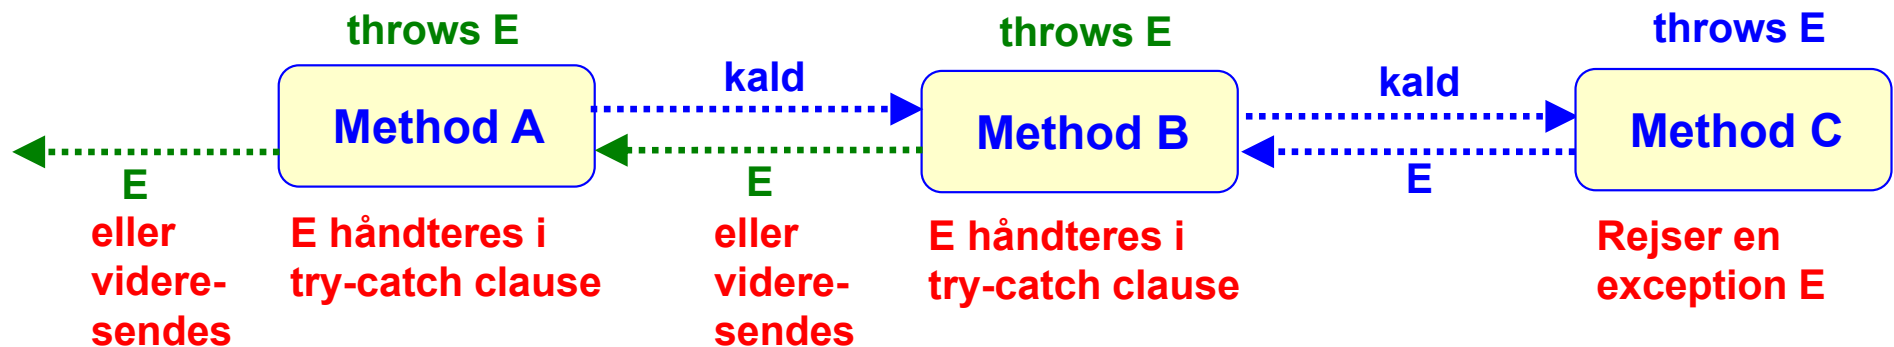 throws E
throws E
throws E
kald
kald
Method A
Method B
Method C
E
E
E
eller
videre-
sendes
E håndteres i
try-catch clause
eller
videre-
sendes
E håndteres i
try-catch clause
Rejser en
exception E